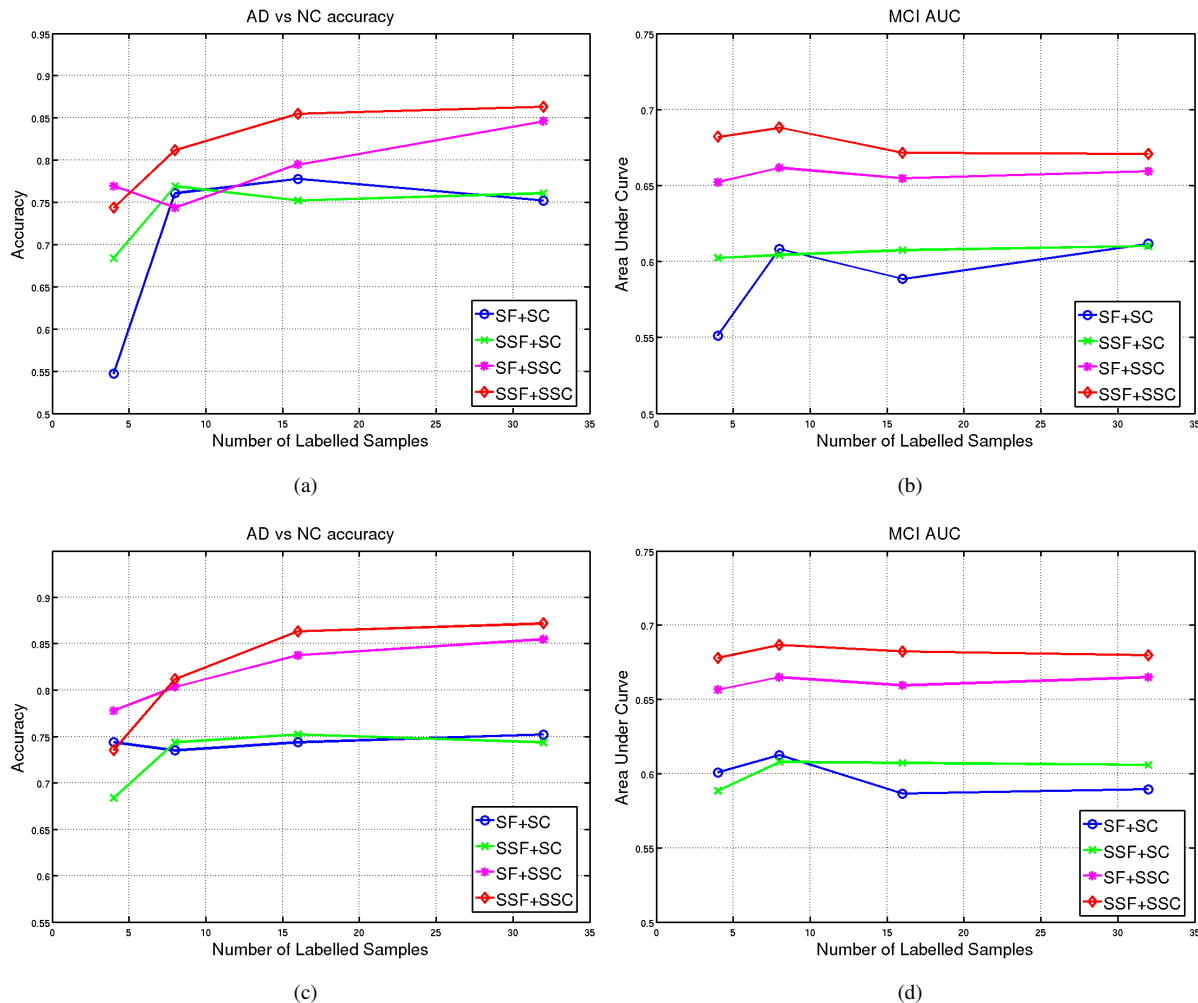 AD vs NC accuracy
0.95
0.9
0.85
0.8
0.75
0.7
0.65
0.6
0.55
0.5
Accuracy
0 5 10 15 20 25 30 35
Number of Labelled Samples
SF+SC
SSF+SC
SF+SSC
SSF+SSC
(a)
MCI AUC
0.75
0.7
0.65
0.6
0.55
0.5
Area Under Curve
0 5 10 15 20 25 30 35
Number of Labelled Samples
SF+SC
SSF+SC
SF+SSC
SSF+SSC
(b)
AD vs NC accuracy
0.9
0.85
0.8
0.75
0.7
0.65
0.6
0.55
Accuracy
0 5 10 15 20 25 30 35
Number of Labelled Samples
SF+SC
SSF+SC
SF+SSC
SSF+SSC
(c)
MCI AUC
0.75
0.7
0.65
0.6
0.55
0.5
Area Under Curve
0 5 10 15 20 25 30 35
Number of Labelled Samples
SF+SC
SSF+SC
SF+SSC
SSF+SSC
(d)